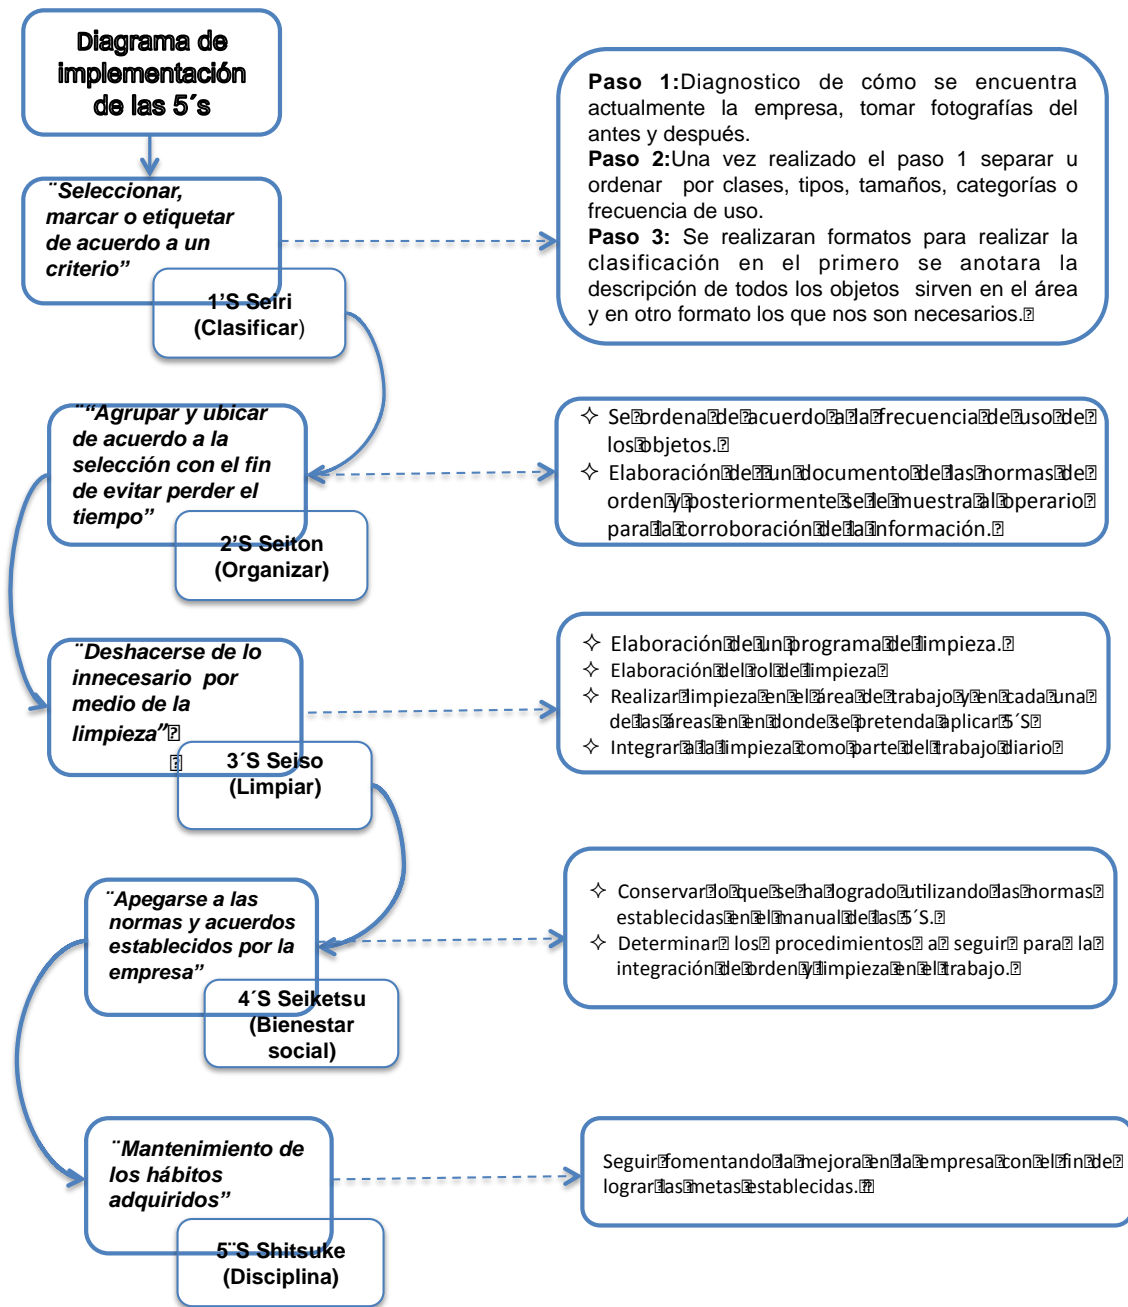 Diagrama de
implementación
de las 5´s
¨Seleccionar,
marcar o etiquetar
de acuerdo a un
criterio”
1’S Seiri
(Clasificar)
Paso 1:Diagnostico de cómo se encuentra
actualmente la empresa, tomar fotografías del
antes y después.
Paso 2:Una vez realizado el paso 1 separar u
ordenar por clases, tipos, tamaños, categorías o
frecuencia de uso.
Paso 3: Se realizaran formatos para realizar la
clasificación en el primero se anotara la
descripción de todos los objetos sirven en el área
y en otro formato los que nos son necesarios.
¨“Agrupar y ubicar
de acuerdo a la
selección con el fin
de evitar perder el
tiempo”
2’S Seiton
(Organizar)
✧ Se ordena de acuerdo a la frecuencia de uso de
los objetos.
✧ Elaboración de un documento de las normas de
orden y posteriormente se le muestra al operario
para la corroboración de la información.
¨Deshacerse de lo
innecesario por
medio de la
limpieza”
3´S Seiso
(Limpiar)
✧ Elaboración de un programa de limpieza.
✧ Elaboración del rol de limpieza
✧ Realizar limpieza en el área de trabajo y en cada una
de las áreas en en donde se pretenda aplicar 5´S
✧ Integrar a la limpieza como parte del trabajo diario
¨Apegarse a las
normas y acuerdos
establecidos por la
empresa”
4´S Seiketsu
(Bienestar
social)
✧ Conservar lo que se ha logrado utilizando las normas
establecidas en el manual de las 5´S.
✧ Determinar los procedimientos a seguir para la
integración de orden y limpieza en el trabajo.
¨Mantenimiento de
los hábitos
adquiridos”
5¨S Shitsuke
(Disciplina)
Seguir fomentando la mejora en la empresa con el fin de
lograr las metas establecidas.